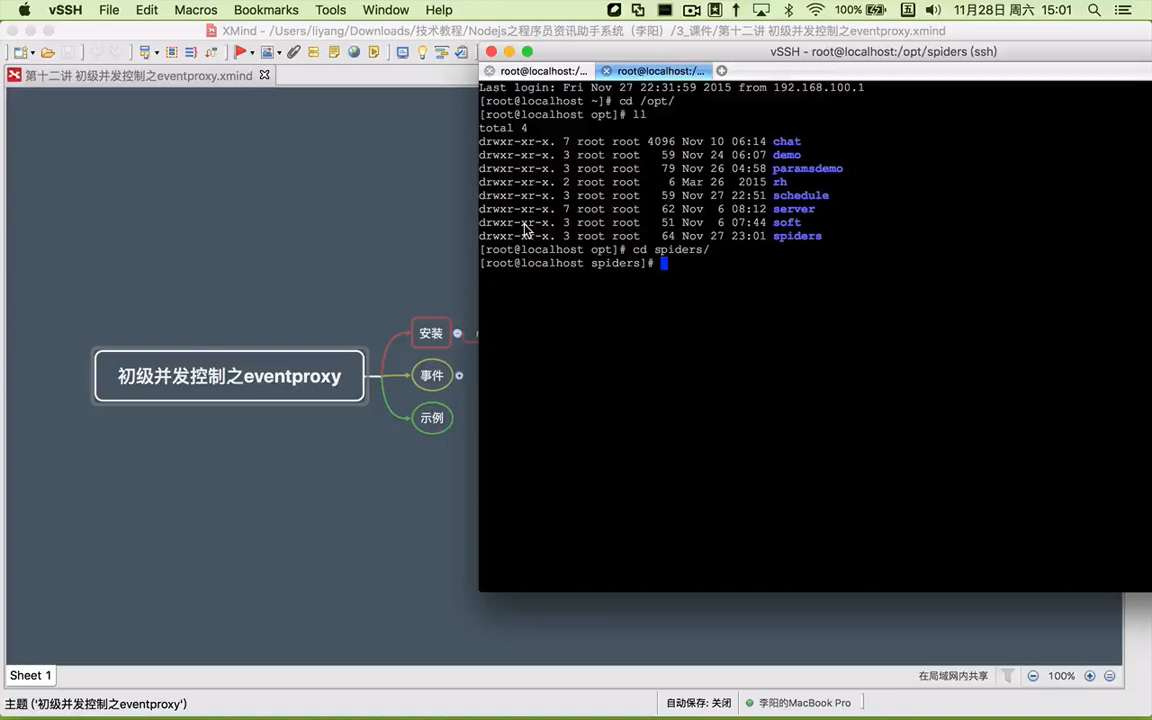 vSSH File Edit Macros Bookmarks Tools Window Help 100% 五 11月28日 周六 15:01
XMind - /Users/liyang/Downloads/技术教程/Nodejs之程序员资讯助手系统（李阳）/3_课件/第十二讲 初级并发控制之eventproxy.xmind
vSSH - root@localhost:/opt/spiders (ssh)
第十二讲 初级并发控制之eventproxy.xmind
root@localhost:/... root@localhost:/...
Last login: Fri Nov 27 22:31:59 2015 from 192.168.100.1
[root@localhost ~]# cd /opt/
[root@localhost opt]# ll
total 4
drwxr-xr-x. 7 root root 4096 Nov 10 06:14 chat
drwxr-xr-x. 3 root root 59 Nov 24 06:07 demo
drwxr-xr-x. 3 root root 79 Nov 26 04:58 paramsdemo
drwxr-xr-x. 2 root root 6 Mar 26 2015 rh
drwxr-xr-x. 3 root root 59 Nov 27 22:51 schedule
drwxr-xr-x. 7 root root 62 Nov 6 08:12 server
drwxr-xr-x. 3 root root 51 Nov 6 07:44 soft
drwxr-xr-x. 3 root root 64 Nov 27 23:01 spiders
[root@localhost opt]# cd spiders/
[root@localhost spiders]#
安装
初级并发控制之eventproxy
事件
示例
Sheet 1
在局域网内共享 100%
主题 ('初级并发控制之eventproxy')
自动保存: 关闭
李阳的MacBook Pro